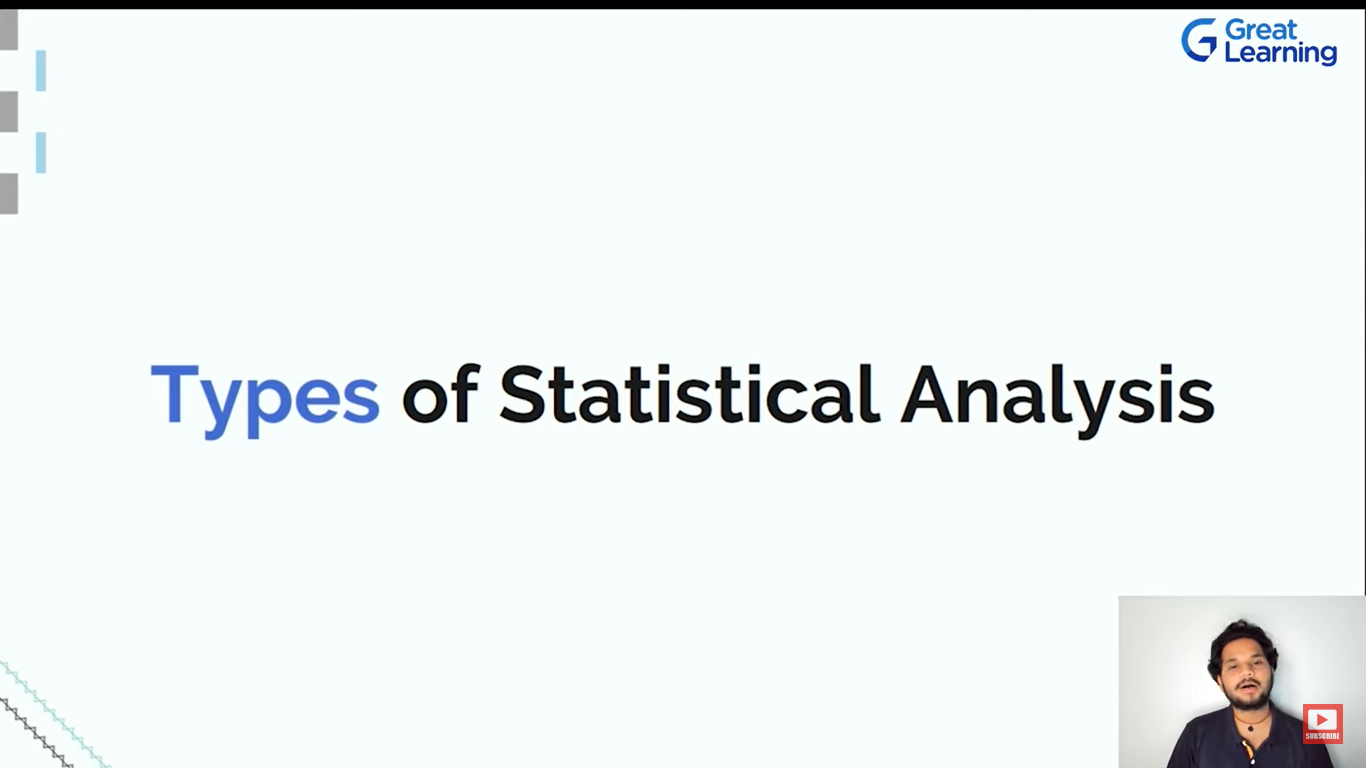 Great
Learning
Types of Statistical Analysis
SUBSCRIBE